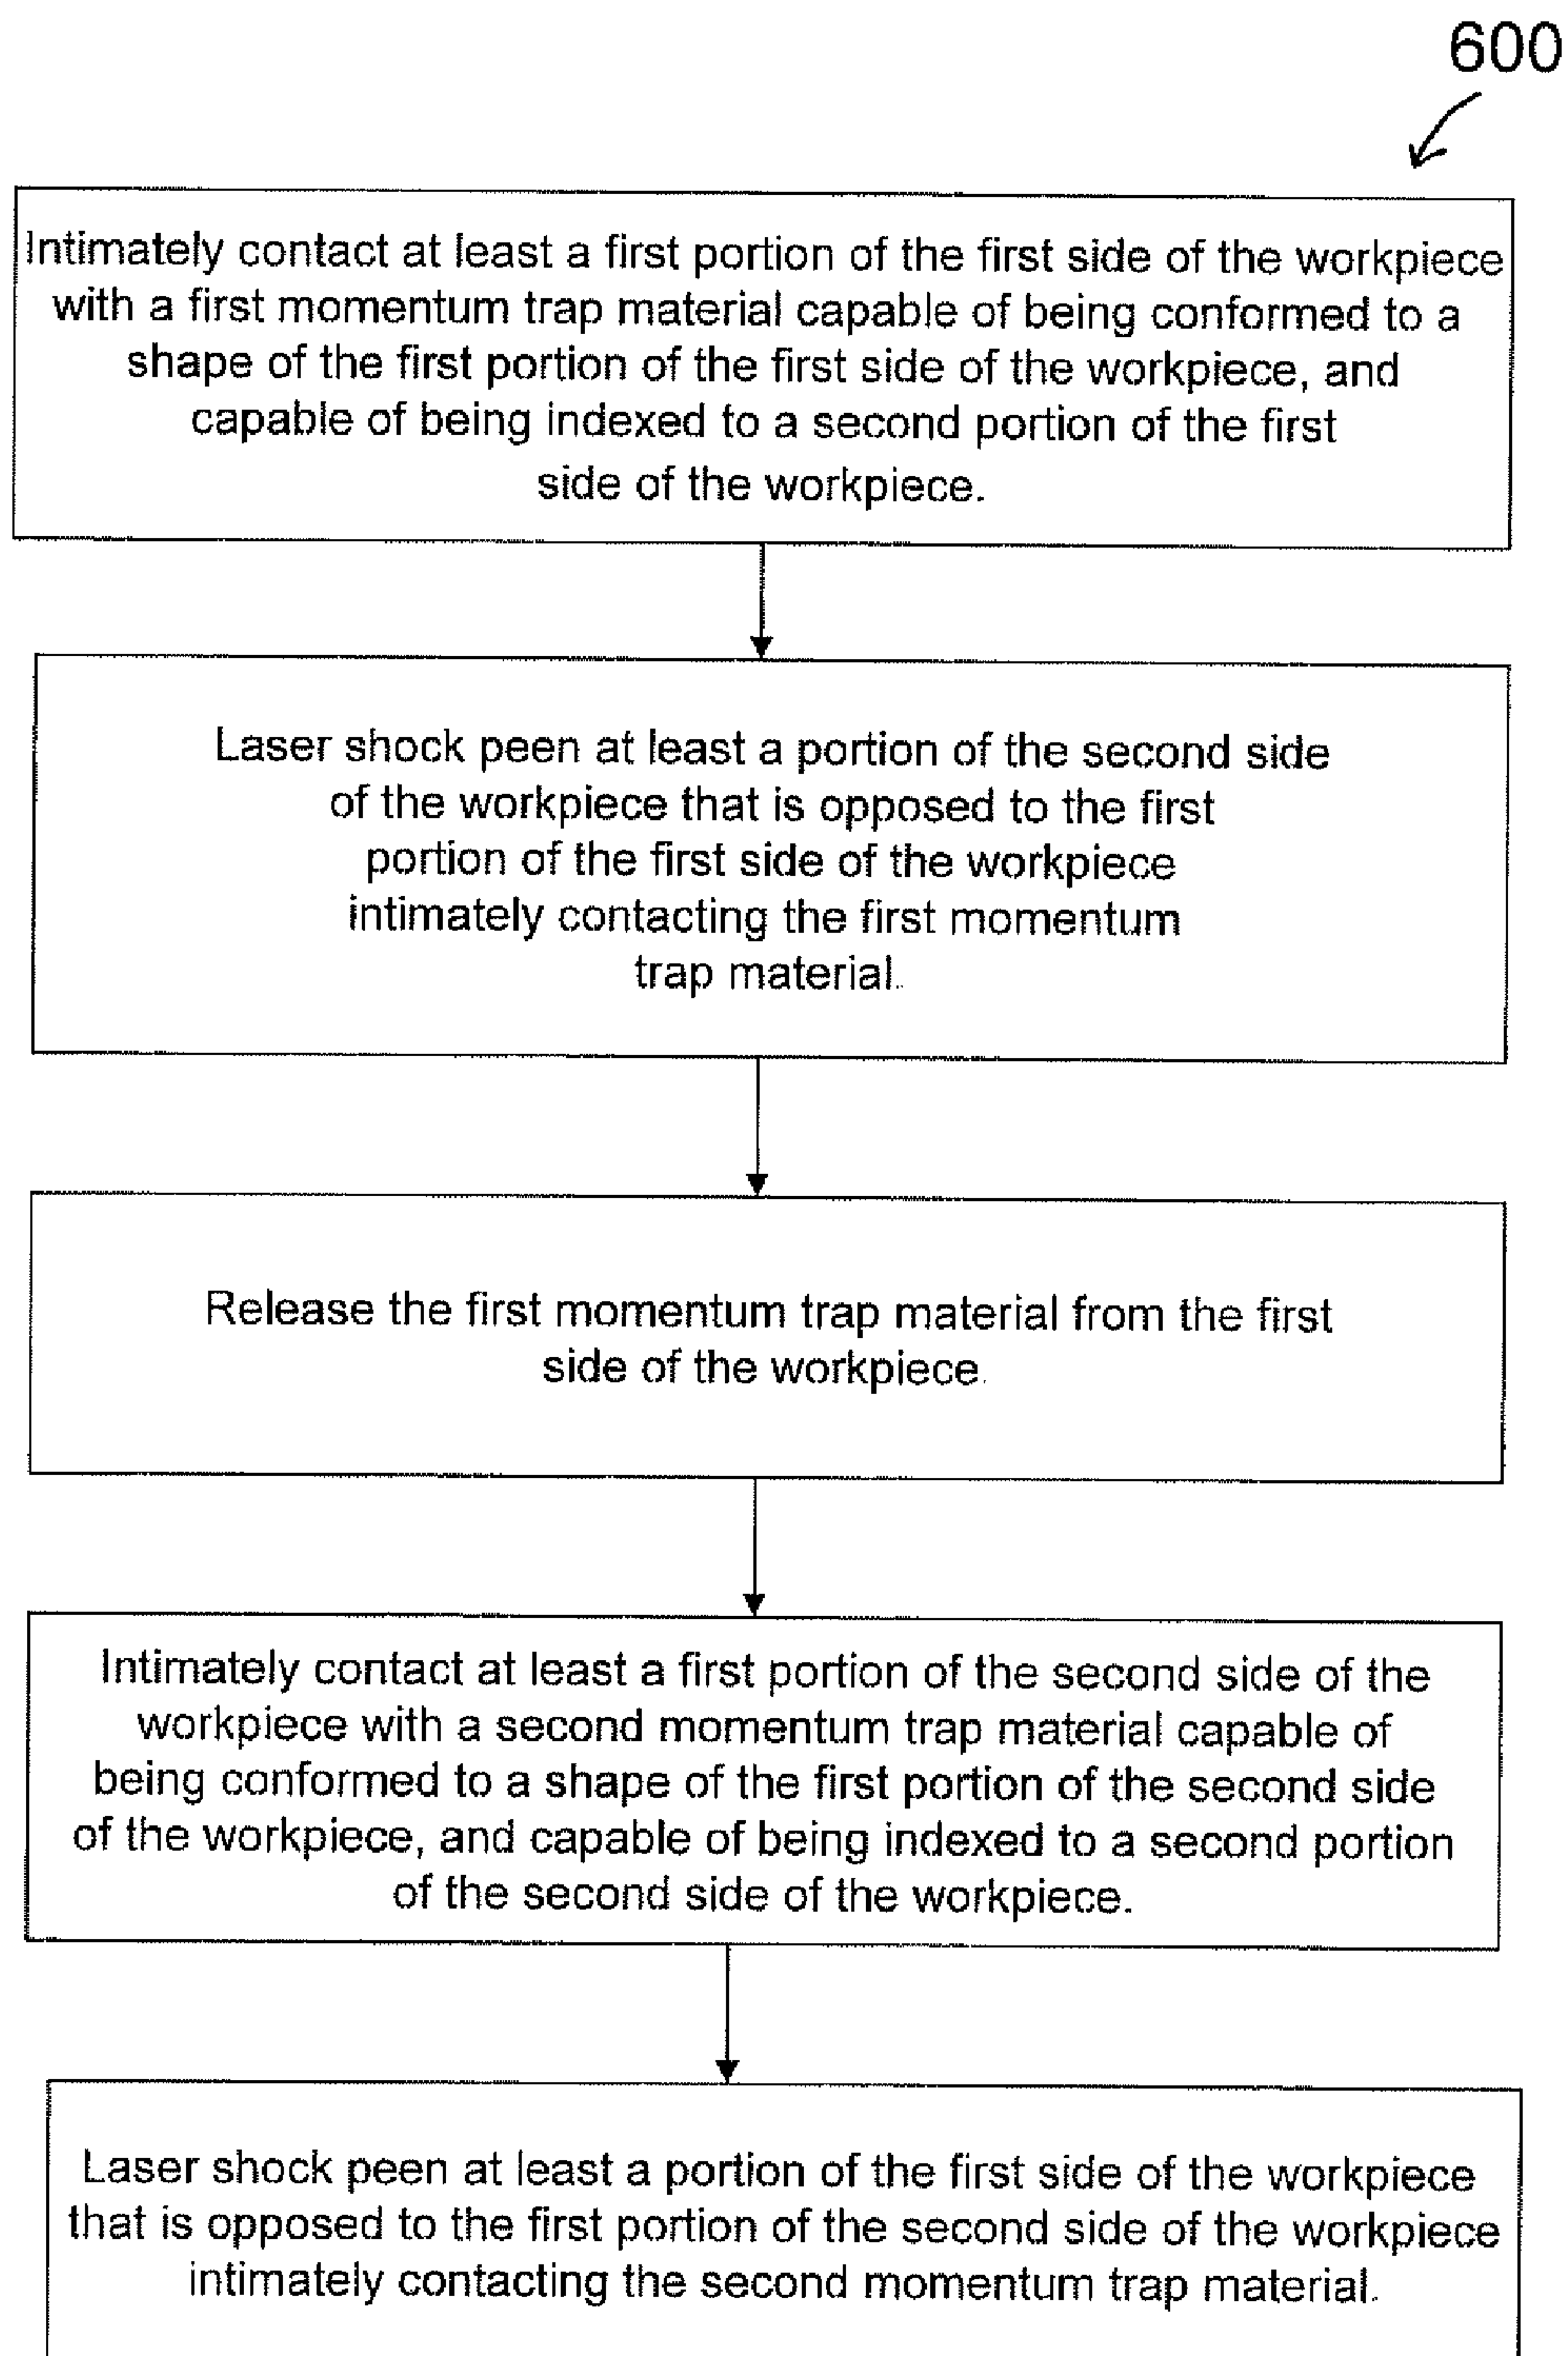 600
Intimately contact at least a first portion of the first side of the workpiece
with a first momentum trap material capable of being conformed to a
shape of the first portion of the first side of the workpiece, and
capable of being indexed to a second portion of the first
side of the workpiece.
Laser shock peen at least a portion of the second side
of the workpiece that is opposed to the first
portion of the first side of the workpiece
intimately contacting the first momentum
trap material.
Release the first momentum trap material from the first
side of the workpiece.
Intimately contact at least a first portion of the second side of the
workpiece with a second momentum trap material capable of
being conformed to a shape of the first portion of the second side
of the workpiece, and capable of being indexed to a second portion
of the second side of the workpiece.
Laser shock peen at least a portion of the first side of the workpiece
that is opposed to the first portion of the second side of the workpiece
intimately contacting the second momentum trap material.